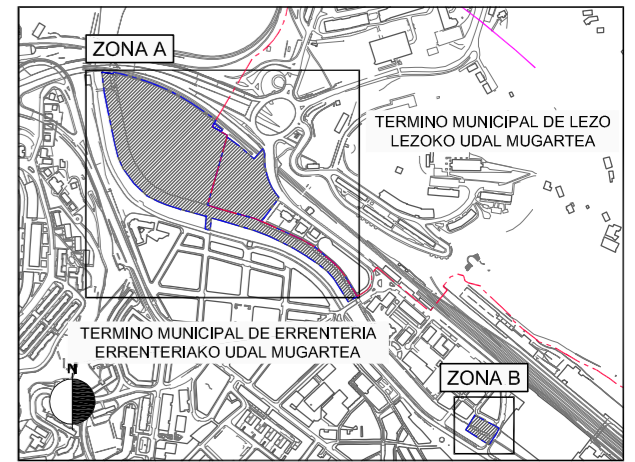 ZONA A
TERMINO MUNICIPAL DE LEZO
LEZOKO UDAL MUGARTEA
TERMINO MUNICIPAL DE ERRENTERIA
ERRENTERIAKO UDAL MUGARTEA
N
ZONA B